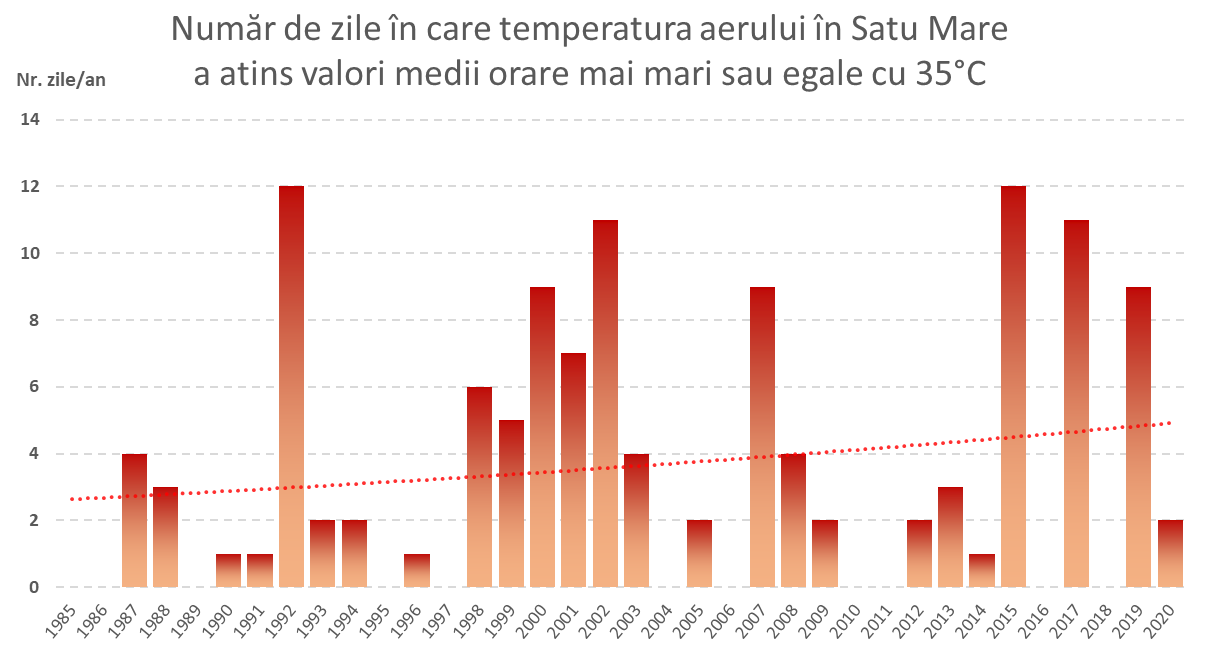 Număr de zile în care temperatura aerului în Satu Mare
a atins valori medii orare mai mari sau egale cu 35°C
Nr. zile/an
14
12
10
8
6
4
2
0
1985 1986 1987 1988 1989 1990 1991 1992 1993 1994 1995 1996 1997 1998 1999 2000 2001 2002 2003 2004 2005 2006 2007 2008 2009 2010 2011 2012 2013 2014 2015 2016 2017 2018 2019 2020